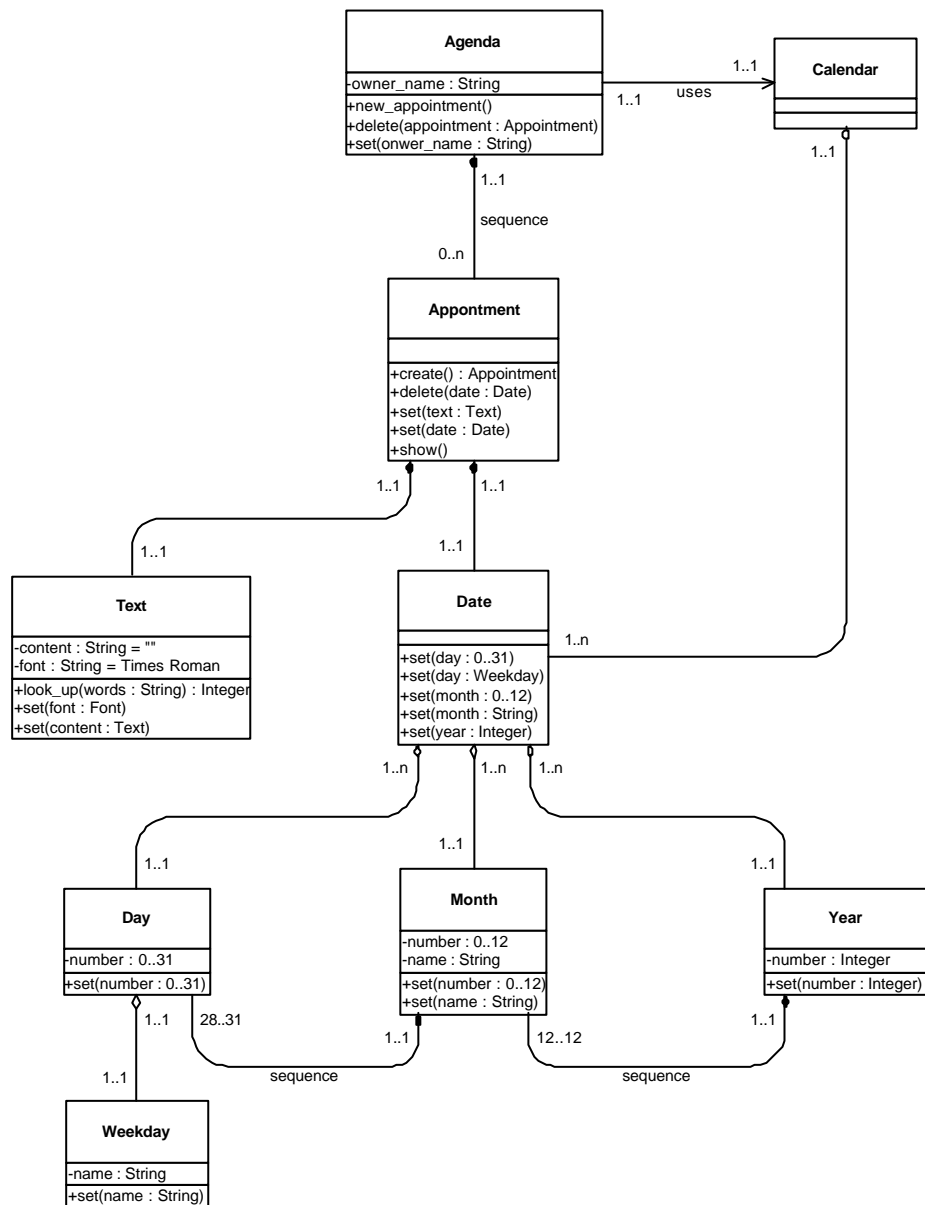 Agenda
-owner_name : String
+new_appointment()
+delete(appointment : Appointment)
+set(onwer_name : String)
1..1
uses
1..1
Calendar
1..1
1..1
sequence
0..n
Appontment
+create() : Appointment
+delete(date : Date)
+set(text : Text)
+set(date : Date)
+show()
1..1
1..1
1..1
1..1
Text
-content : String = ""
-font : String = Times Roman
+look_up(words : String) : Integer
+set(font : Font)
+set(content : Text)
Date
+set(day : 0..31)
+set(day : Weekday)
+set(month : 0..12)
+set(month : String)
+set(year : Integer)
1..n
1..n
1..n
1..n
1..1
1..1
1..1
Day
-number : 0..31
+set(number : 0..31)
Month
-number : 0..12
-name : String
+set(number : 0..12)
+set(name : String)
Year
-number : Integer
+set(number : Integer)
1..1
28..31
sequence
1..1
12..12
sequence
1..1
1..1
Weekday
-name : String
+set(name : String)